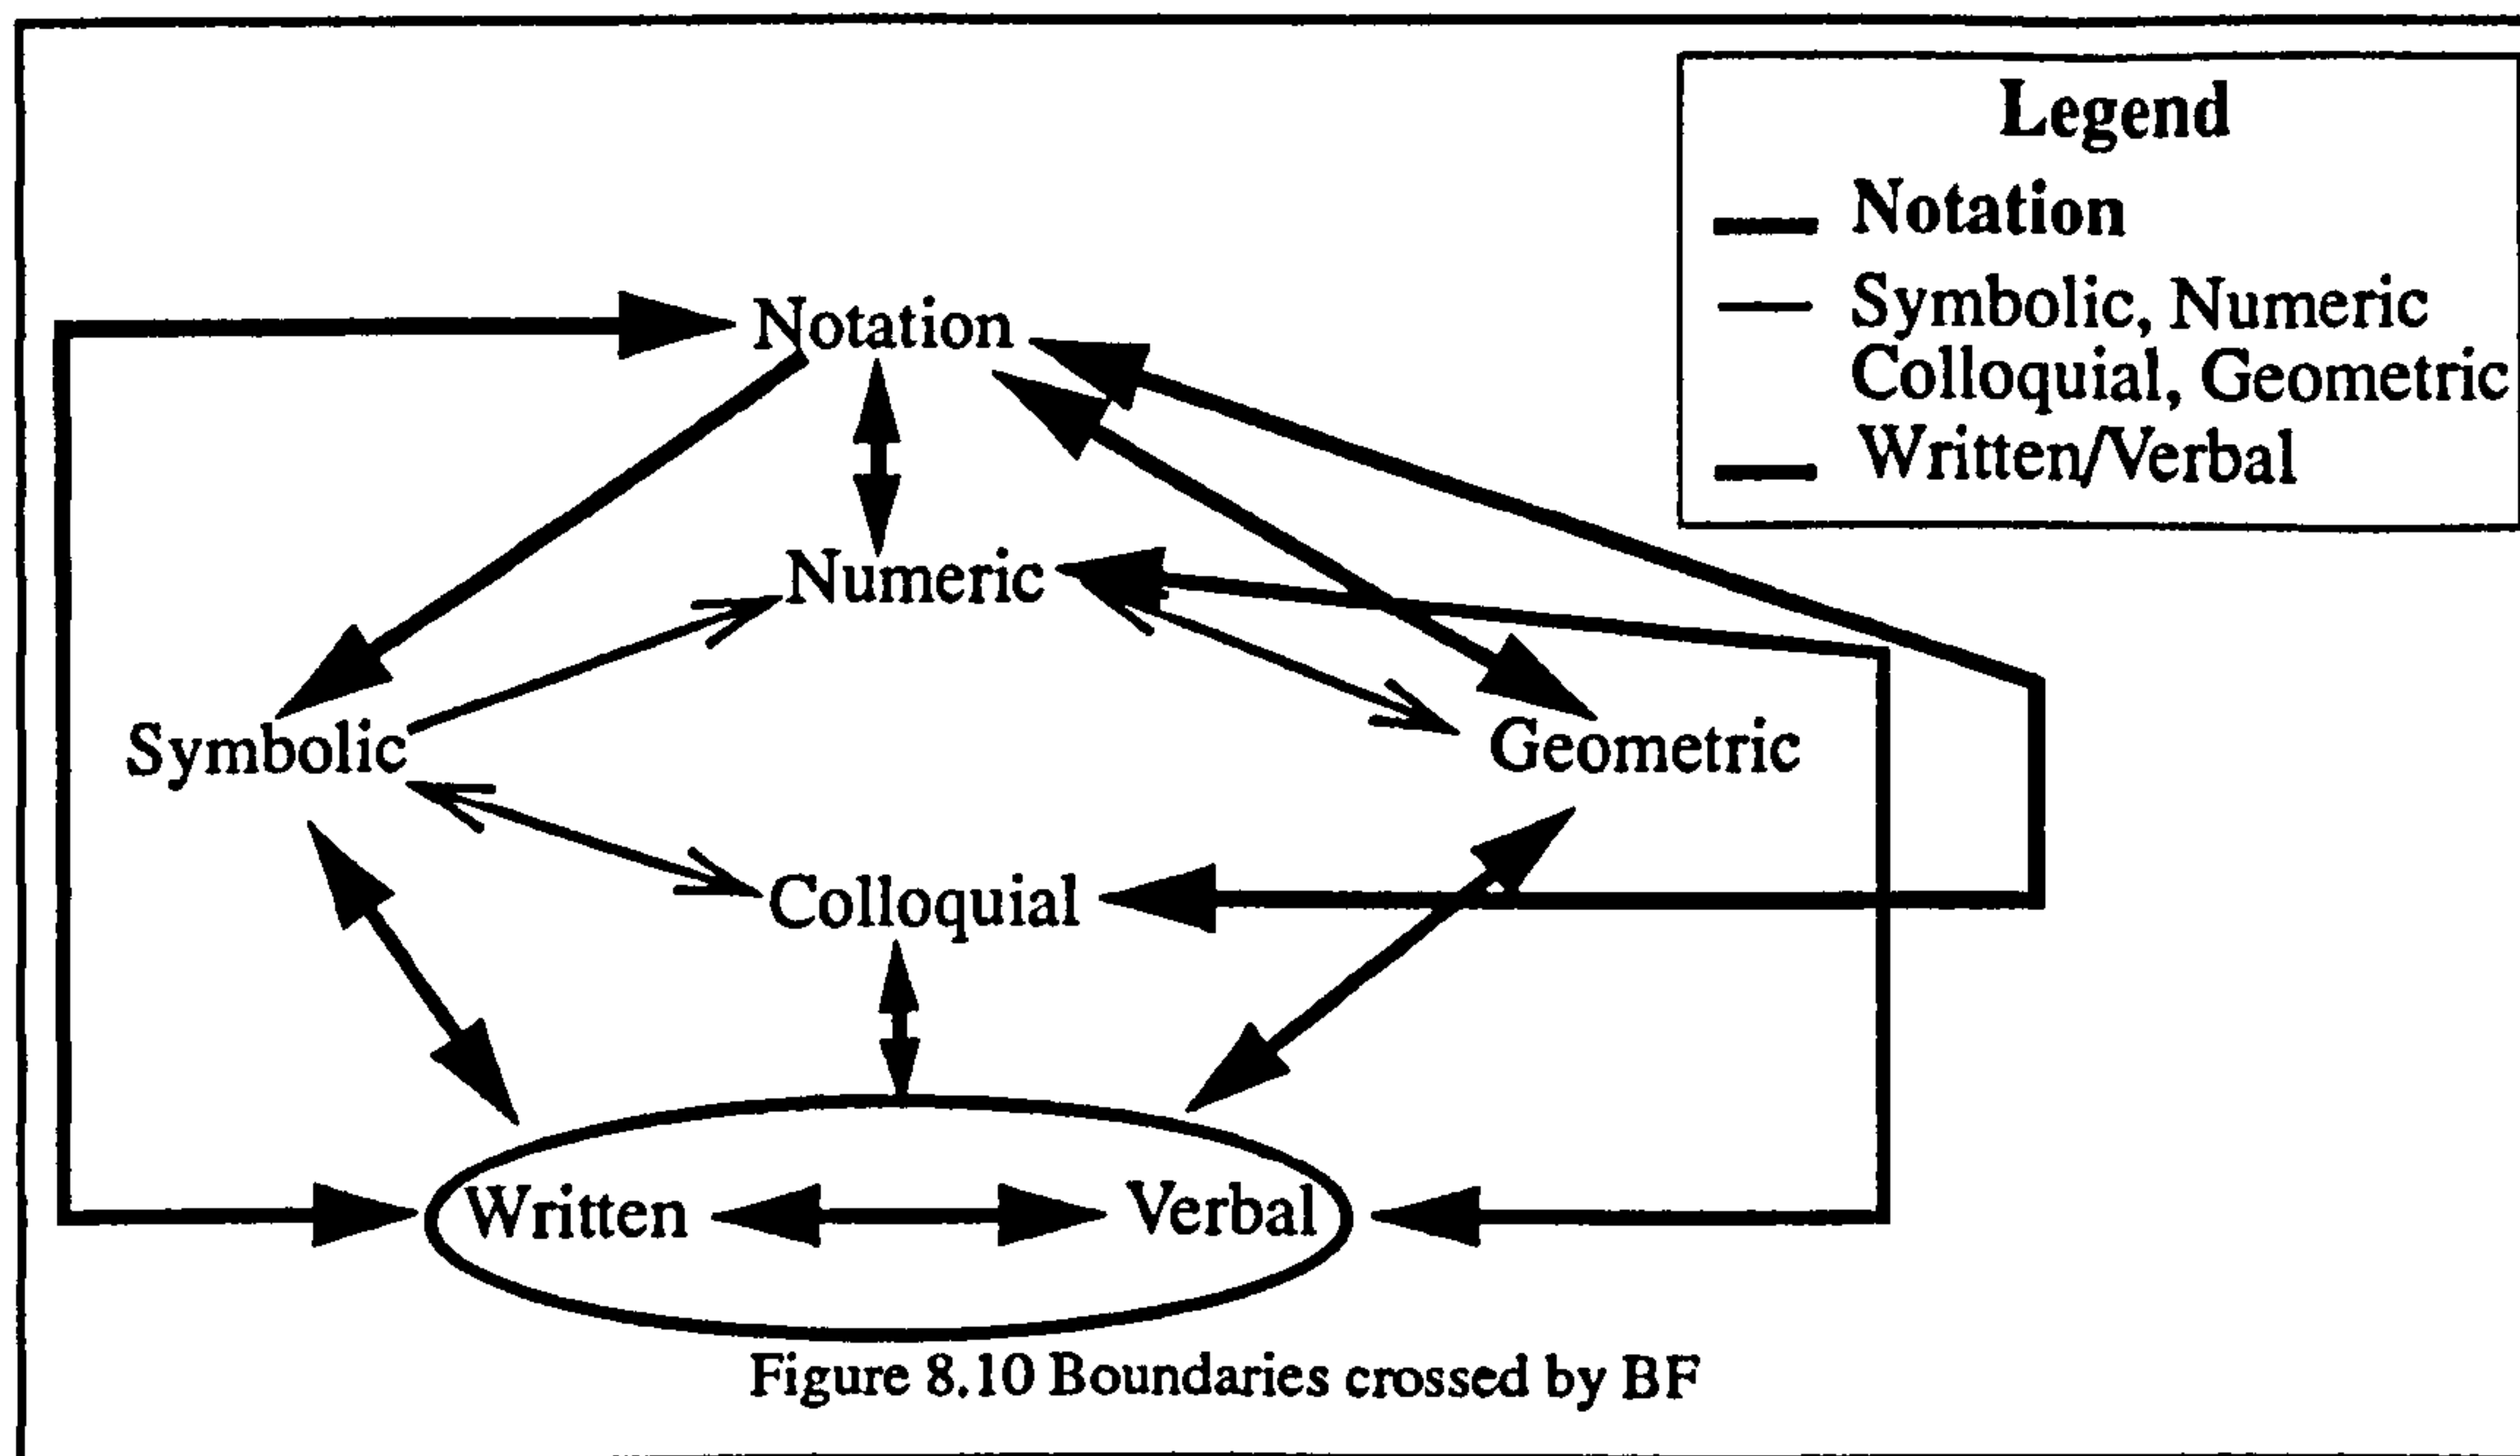 Legend
Notation
Symbolic, Numeric
Colloquial, Geometric
Written/Verbal
Notation
Numeric
Symbolic
Geometric
Colloquial
Written
Verbal
Figure 8.10 Boundaries crossed by BF